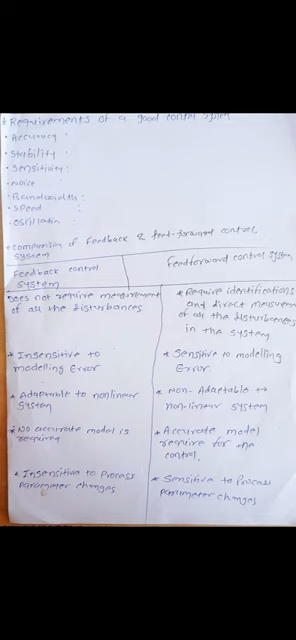 * Requirements of a good control system
• Accuracy :
• Stability :
• Sensitivity :
• Noise :
• Bandwidth :
• Speed :
• Oscillation
* comparison of Feedback & feed-forward control
system
Feedback control
system
Feedforward control system
Does not require measurement
of all the disturbances
* Insensitive to
modelling Error
* Adaptable to nonlinear
system
* No accurate model is
required
* Insensitive to Process
Parameter changes
* Require identifications
and direct measurem
of all the disturbances
in the system
* Sensitive to modelling
Error.
* Non-Adaptable to
non-linear system
* Accurate model
require for the
control.
* Sensitive to Process
Parameter changes